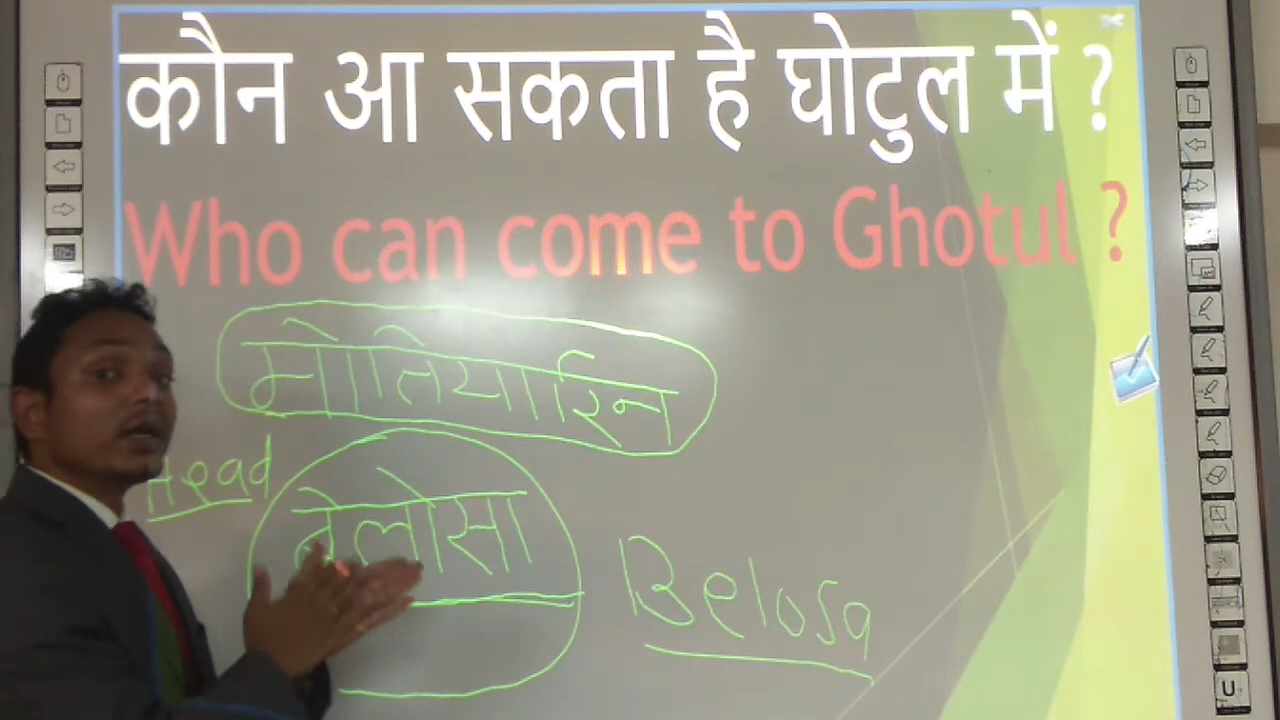 कौन आ सकता है घोटुल में ?
Who can come to Ghotul ?
मोतियारिन
Head
बेलोसा
Belosa
U